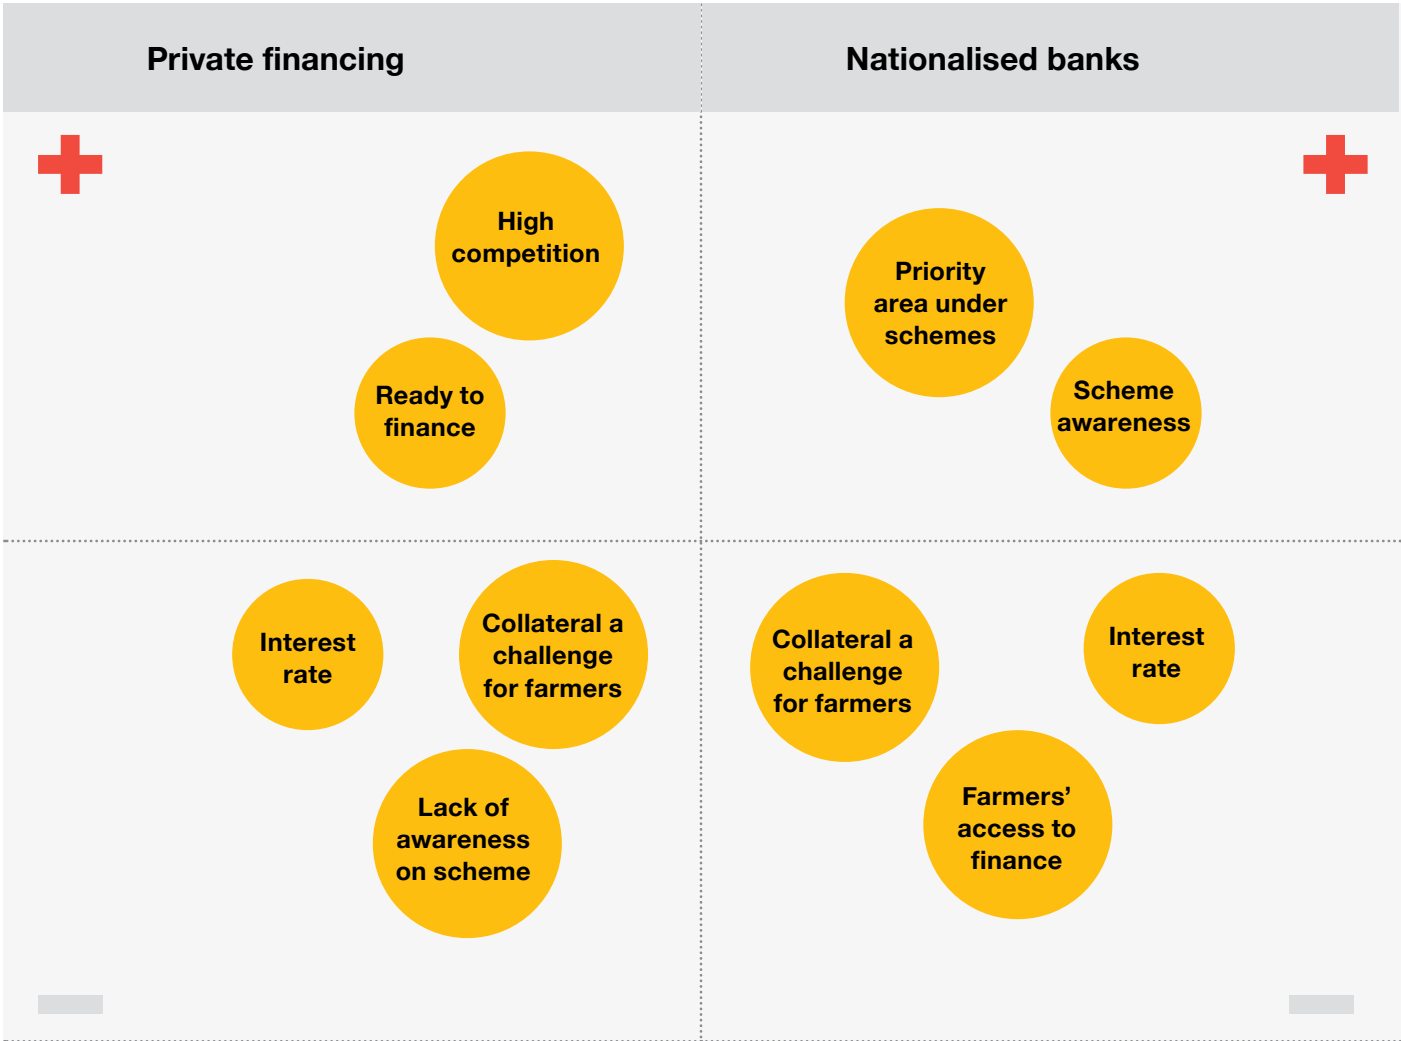 Private financing
Nationalised banks
High
competition
Ready to
finance
Priority
area under
schemes
Scheme
awareness
Interest
rate
Collateral a
challenge
for farmers
Lack of
awareness
on scheme
Collateral a
challenge
for farmers
Interest
rate
Farmers’
access to
finance